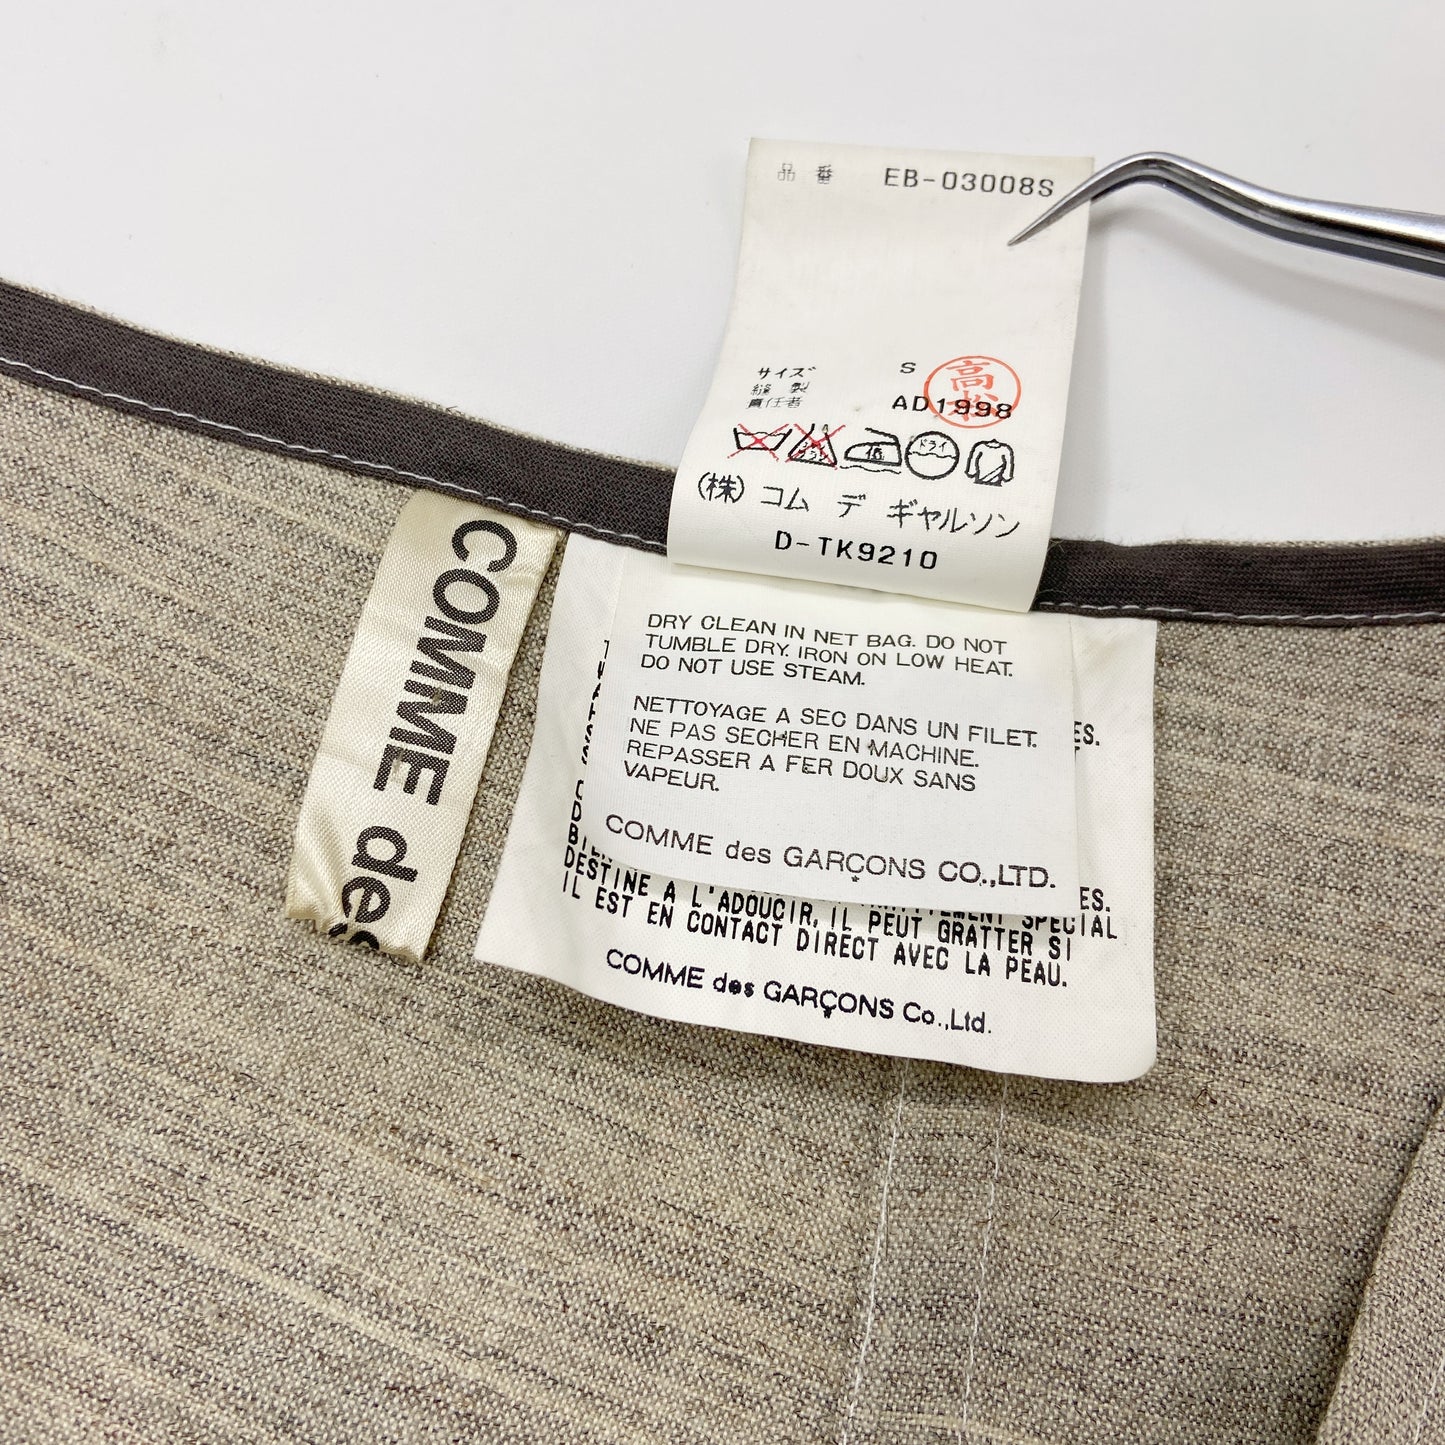 品番 EB-03008S
サイズ S
縫製
責任者 AD1998
高松
ドライ
(株) コム デ ギャルソン
D-TK9210
COMME des
DRY CLEAN IN NET BAG. DO NOT
TUMBLE DRY. IRON ON LOW HEAT.
DO NOT USE STEAM.
NETTOYAGE A SEC DANS UN FILET.
NE PAS SECHER EN MACHINE.
REPASSER A FER DOUX SANS
VAPEUR.
COMME des GARÇONS CO.,LTD.
SPECIAL
DESTINE A L'ADOUCIR, IL PEUT GRATTER SI
IL EST EN CONTACT DIRECT AVEC LA PEAU.
COMME des GARÇONS Co.,Ltd.